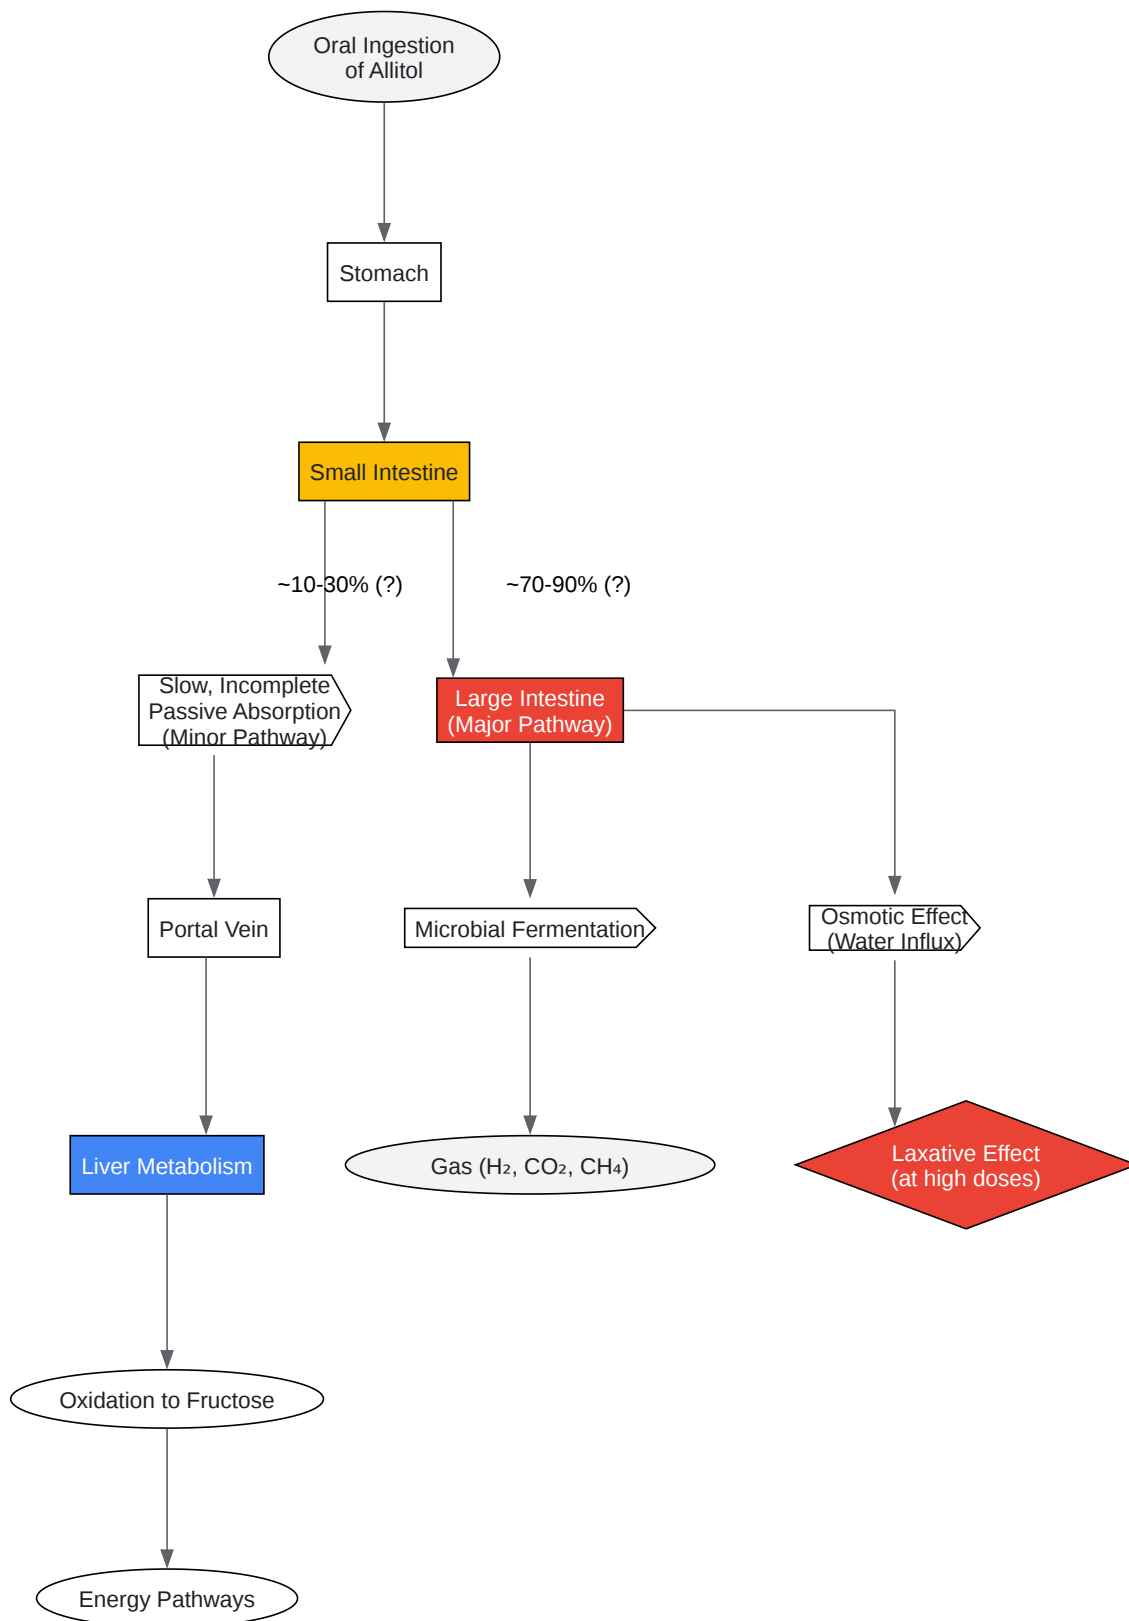 Oral Ingestion
of Allitol
Stomach
Small Intestine
~10-30% (?)
~70-90% (?)
Slow, Incomplete
Passive Absorption
(Minor Pathway)
Large Intestine
(Major Pathway)
Portal Vein
Microbial Fermentation
Osmotic Effect
(Water Influx)
Liver Metabolism
Gas (H₂, CO₂, CH₄)
Laxative Effect
(at high doses)
Oxidation to Fructose
Energy Pathways